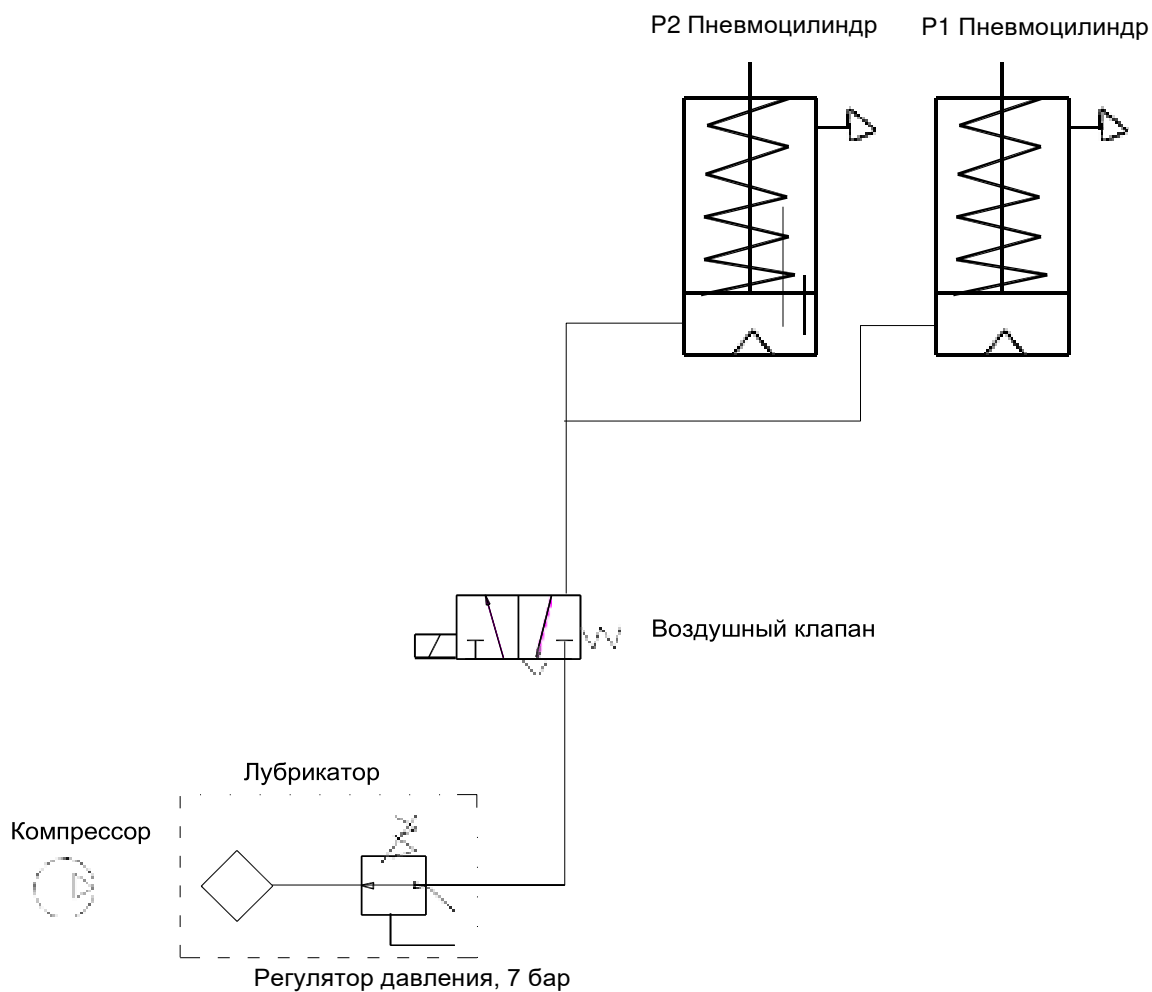 P2 Пневмоцилиндр
P1 Пневмоцилиндр
Воздушный клапан
Лубрикатор
Компрессор
Регулятор давления, 7 бар